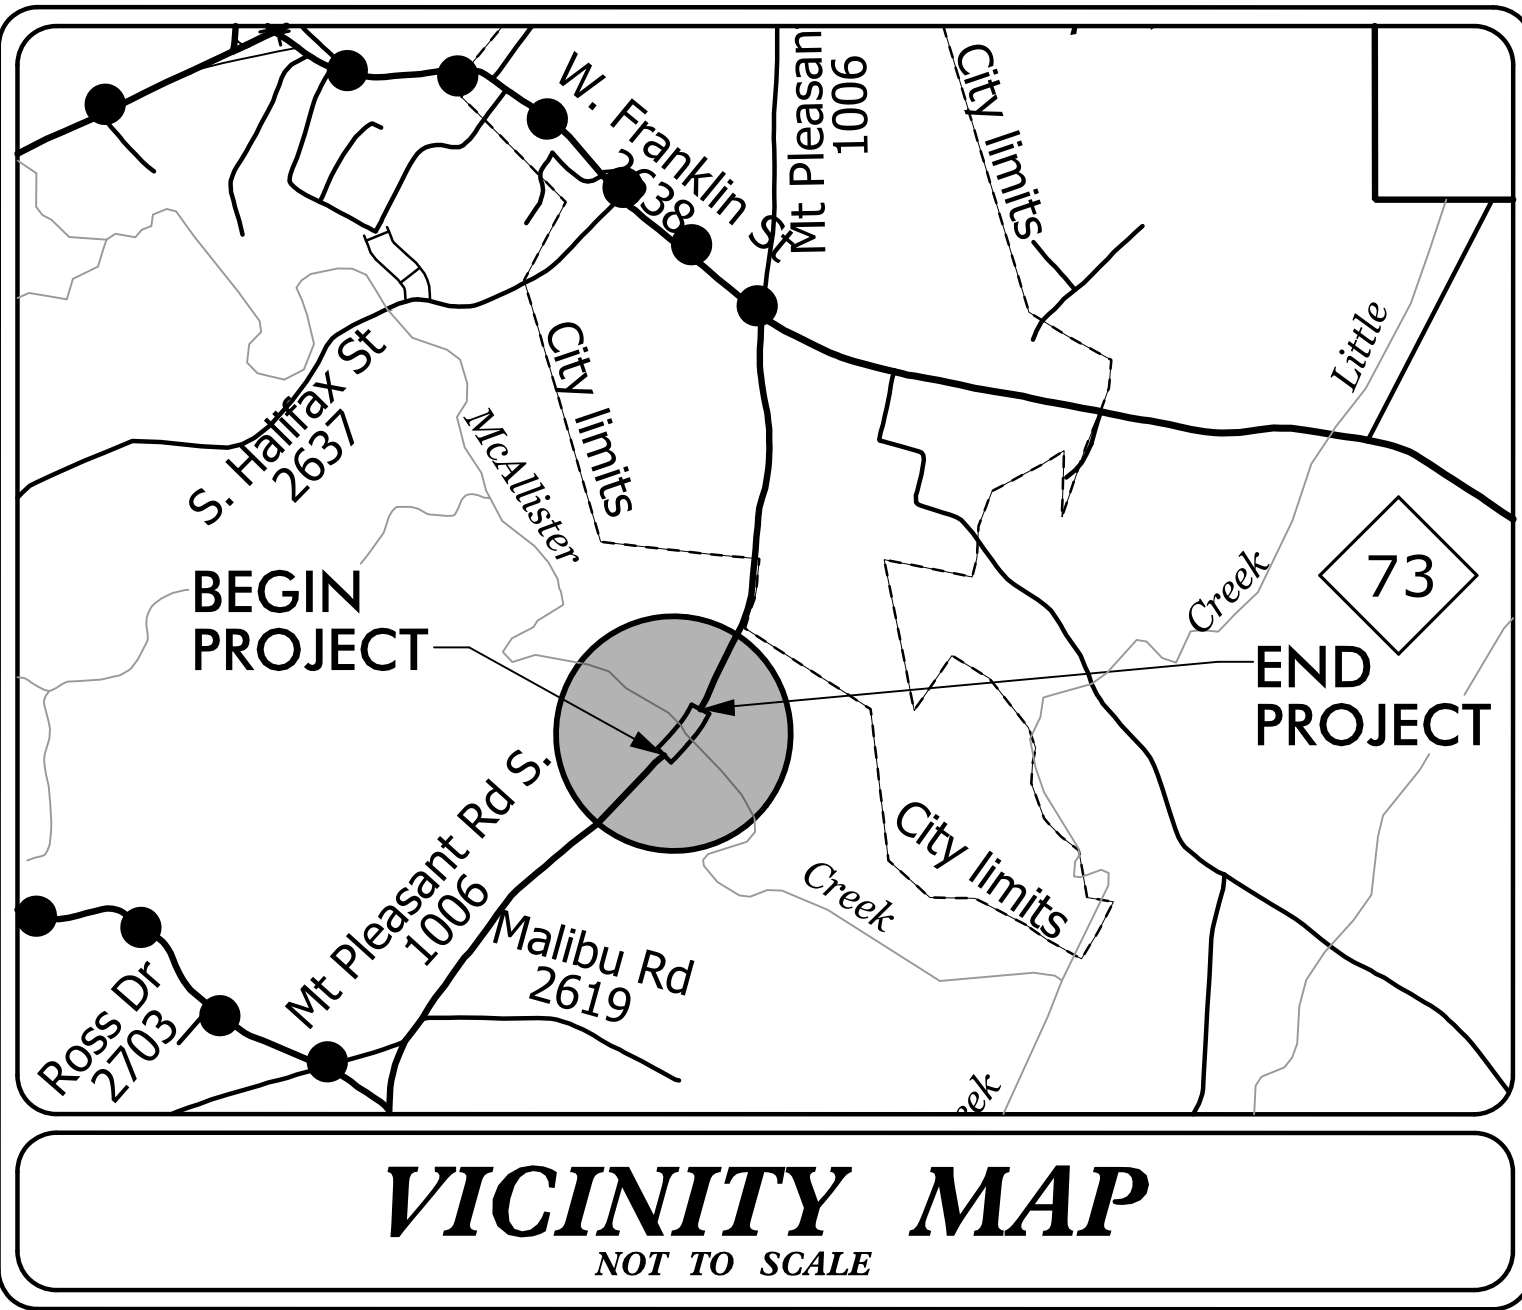 W. Franklin St
2638
Mt Pleasan
1006
City limits
Little
City limits
S. Halifax St
2637
McAllister
73
Creek
BEGIN
PROJECT
END
PROJECT
Mt Pleasant Rd S.
1006
City limits
Creek
Malibu Rd
2619
Ross Dr
2703
eek
VICINITY MAP
NOT TO SCALE